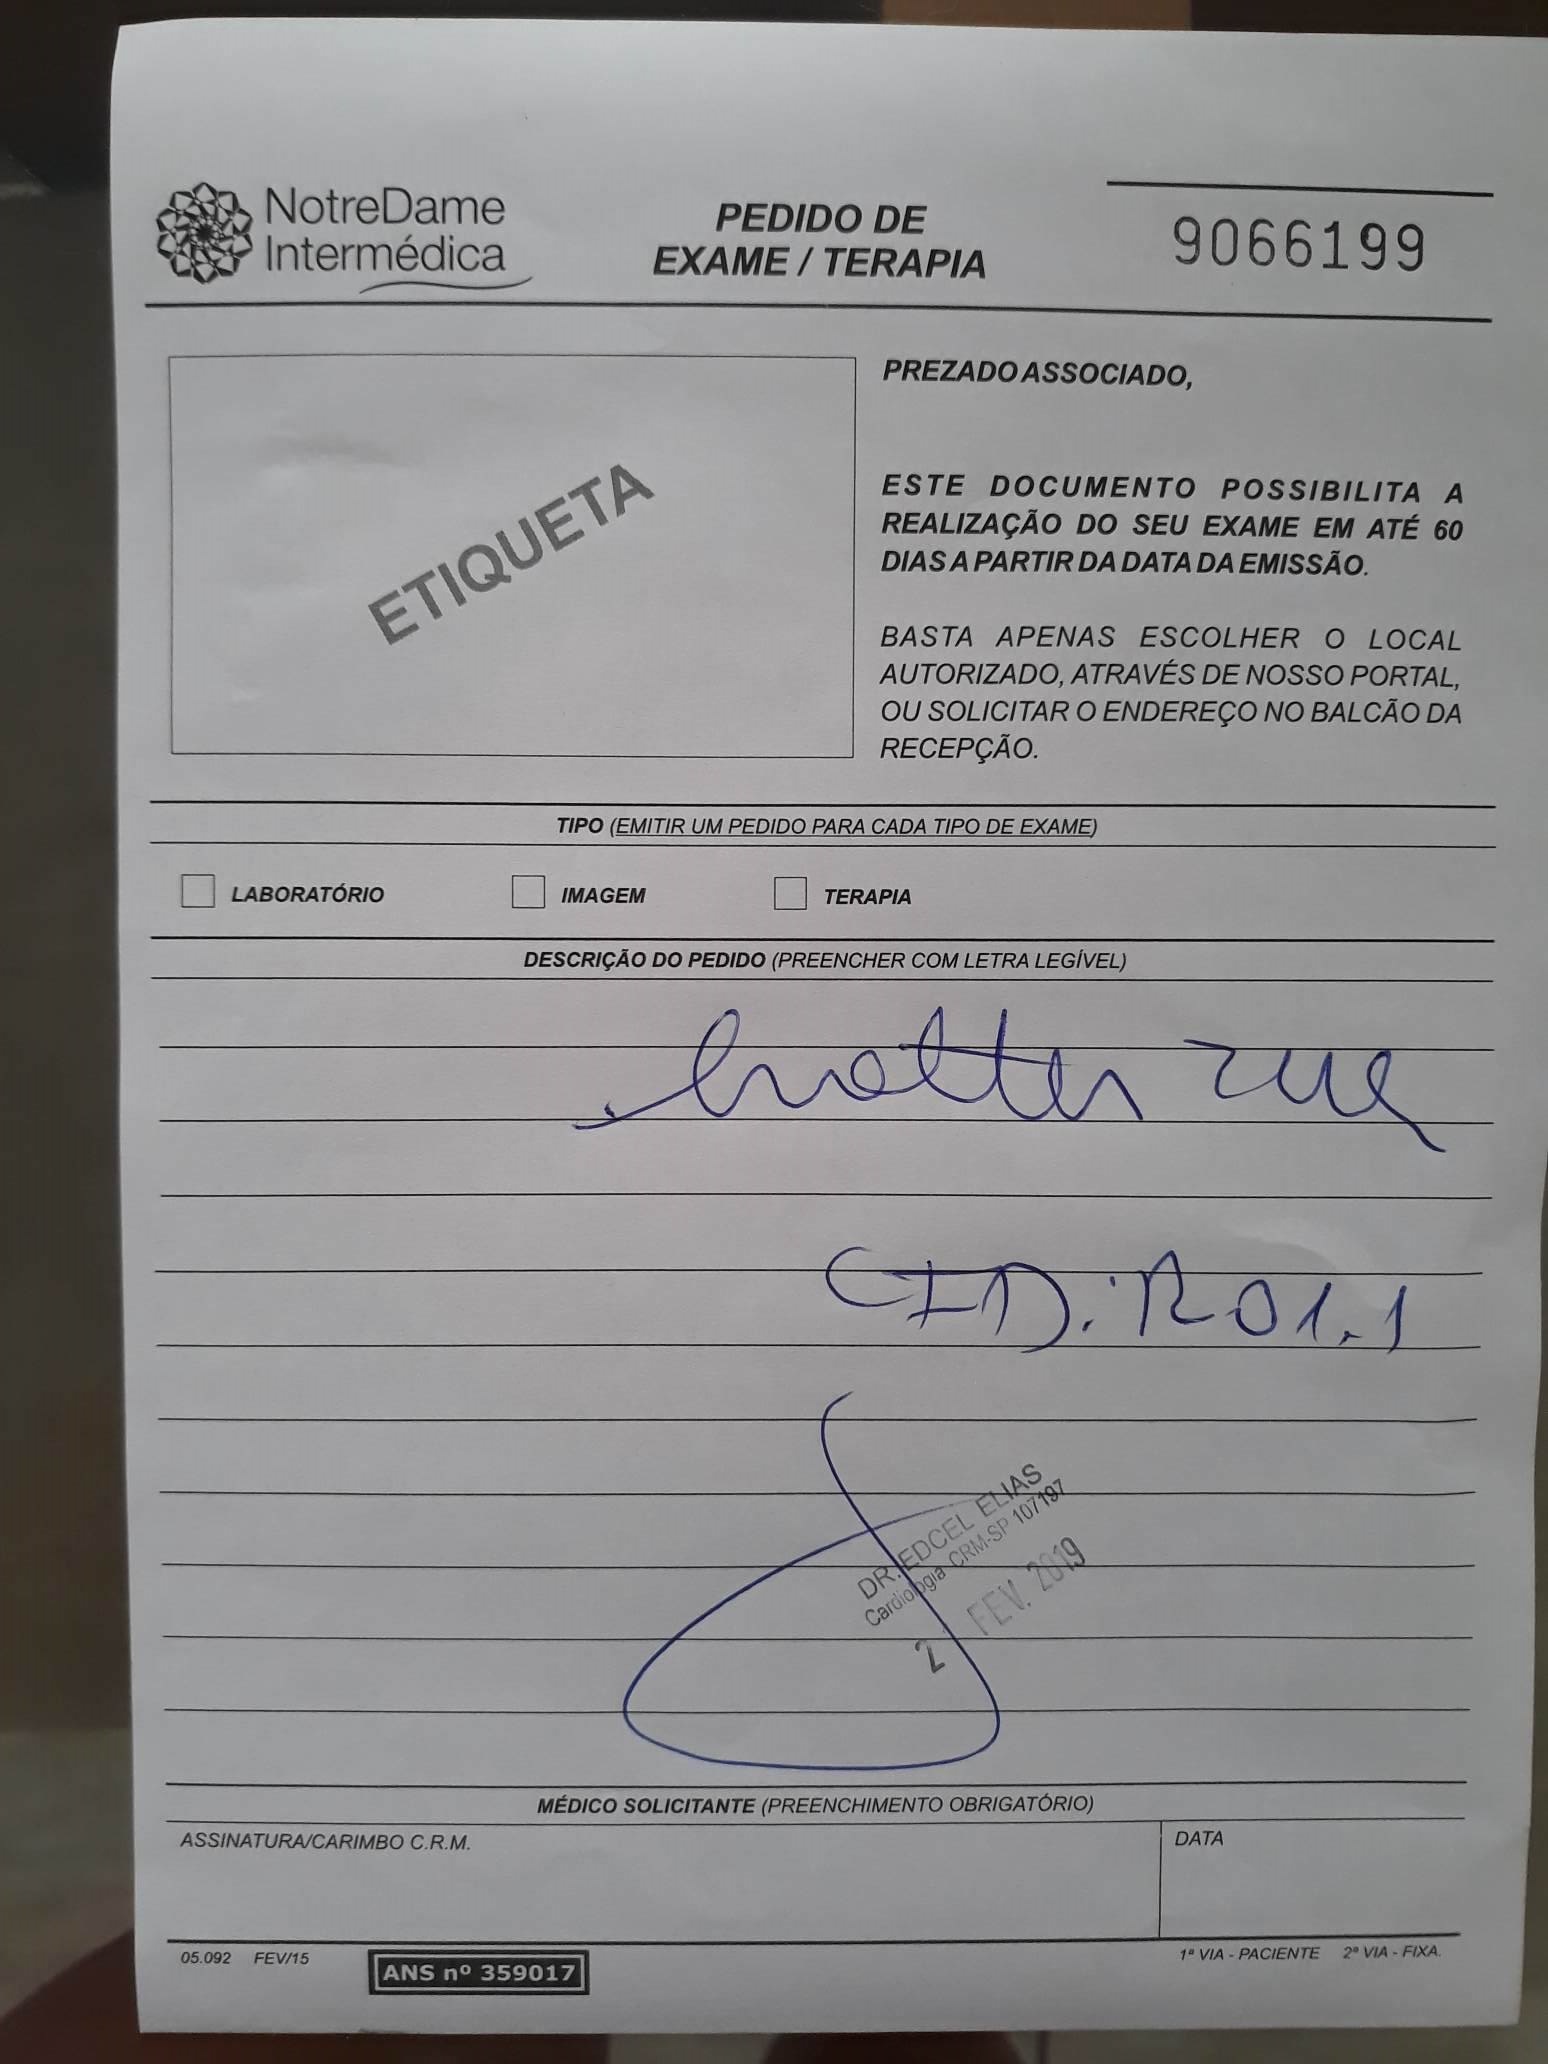 NotreDame
Intermédica
PEDIDO DE
EXAME / TERAPIA
9066199
ETIQUETA
PREZADO ASSOCIADO,
ESTE DOCUMENTO POSSIBILITA A
REALIZAÇÃO DO SEU EXAME EM ATÉ 60
DIAS A PARTIR DA DATA DA EMISSÃO.
BASTA APENAS ESCOLHER O LOCAL
AUTORIZADO, ATRAVÉS DE NOSSO PORTAL,
OU SOLICITAR O ENDEREÇO NO BALCÃO DA
RECEPÇÃO.
TIPO (EMITIR UM PEDIDO PARA CADA TIPO DE EXAME)
LABORATÓRIO IMAGEM TERAPIA
DESCRIÇÃO DO PEDIDO (PREENCHER COM LETRA LEGÍVEL)
CID: R01.1
DR. EDCEL ELIAS
Cardiologia - CRM-SP 107197
2 FEV. 2019
MÉDICO SOLICITANTE (PREENCHIMENTO OBRIGATÓRIO)
ASSINATURA/CARIMBO C.R.M. DATA
05.092 FEV/15
ANS nº 359017
1ª VIA - PACIENTE 2ª VIA - FIXA.